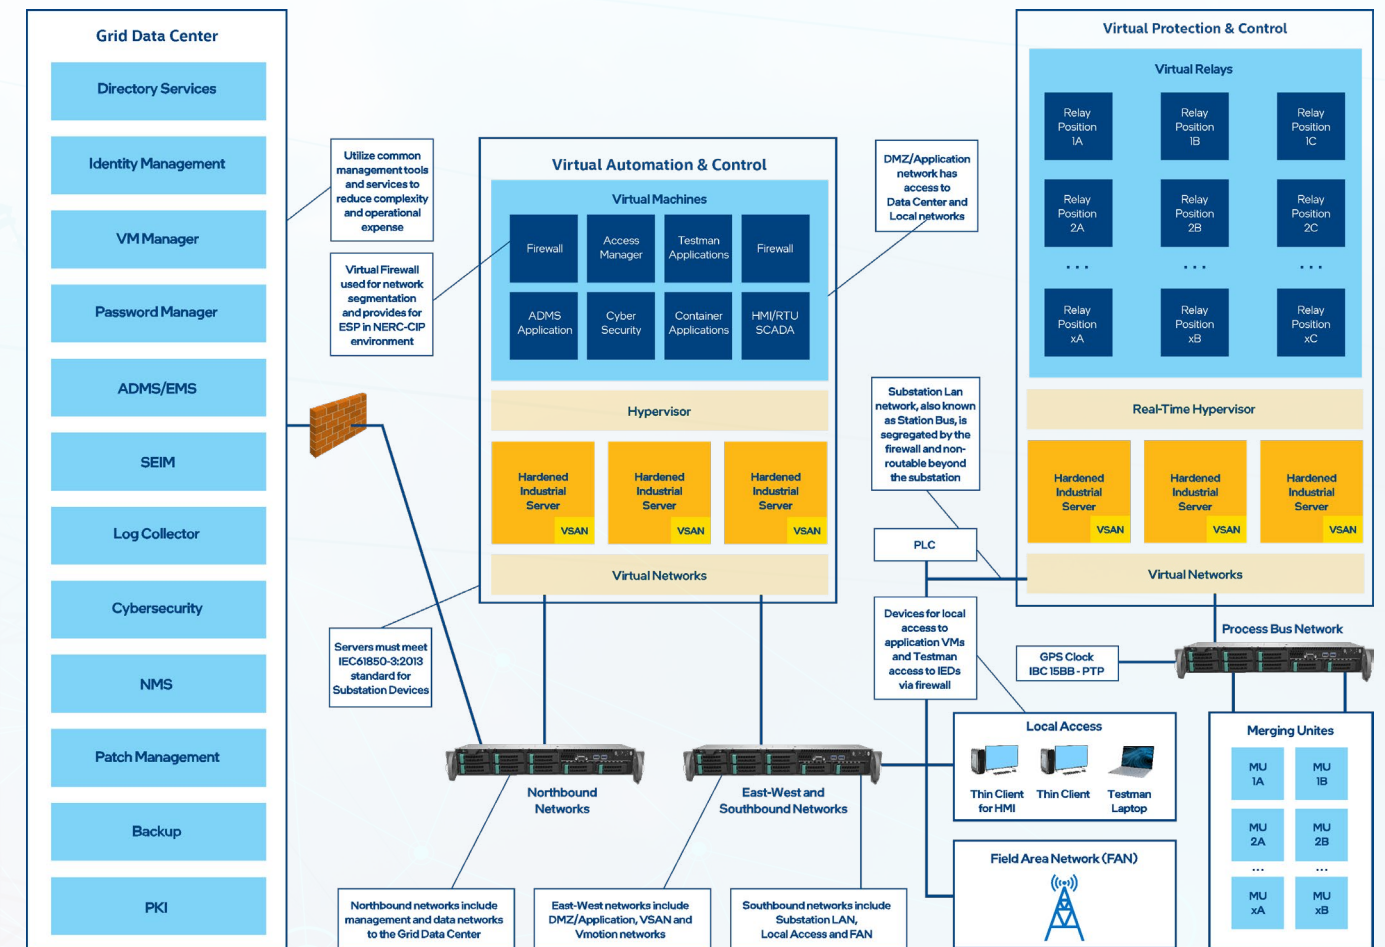 Grid Data Center
Directory Services
Identity Management
VM Manager
Password Manager
ADMS/EMS
SEIM
Log Collector
Cybersecurity
NMS
Patch Management
Backup
PKI
Utilize common
management tools
and services to
reduce complexity
and operational
expense
Virtual Firewall
used for network
segmentation
and provides for
ESP in NERC-CIP
environment
Servers must meet
IEC61850-3:2013
standard for
Substation Devices
Virtual Automation & Control
Virtual Machines
Firewall
Access
Manager
Testman
Applications
Firewall
ADMS
Application
Cyber
Security
Container
Applications
HMI/RTU
SCADA
Hypervisor
Hardened
Industrial
Server
VSAN
Hardened
Industrial
Server
VSAN
Hardened
Industrial
Server
VSAN
Virtual Networks
Northbound
Networks
East-West and
Southbound Networks
Northbound networks include
management and data networks
to the Grid Data Center
East-West networks include
DMZ/Application, VSAN and
Vmotion networks
Southbound networks include
Substation LAN,
Local Access and FAN
DMZ/Application
network has
access to
Data Center and
Local networks
Substation Lan
network, also known
as Station Bus, is
segregated by the
firewall and non-
routable beyond
the substation
PLC
Devices for local
access to
application VMs
and Testman
access to IEDs
via firewall
Local Access
Thin Client
for HMI
Thin Client
Testman
Laptop
Field Area Network (FAN)
Virtual Protection & Control
Virtual Relays
Relay
Position
1A
Relay
Position
1B
Relay
Position
1C
Relay
Position
2A
Relay
Position
2B
Relay
Position
2C
...
...
...
Relay
Position
xA
Relay
Position
xB
Relay
Position
xC
Real-Time Hypervisor
Hardened
Industrial
Server
VSAN
Hardened
Industrial
Server
VSAN
Hardened
Industrial
Server
VSAN
Virtual Networks
Process Bus Network
GPS Clock
IBC 15BB - PTP
Merging Unites
MU
1A
MU
1B
MU
2A
MU
2B
...
...
MU
xA
MU
xB